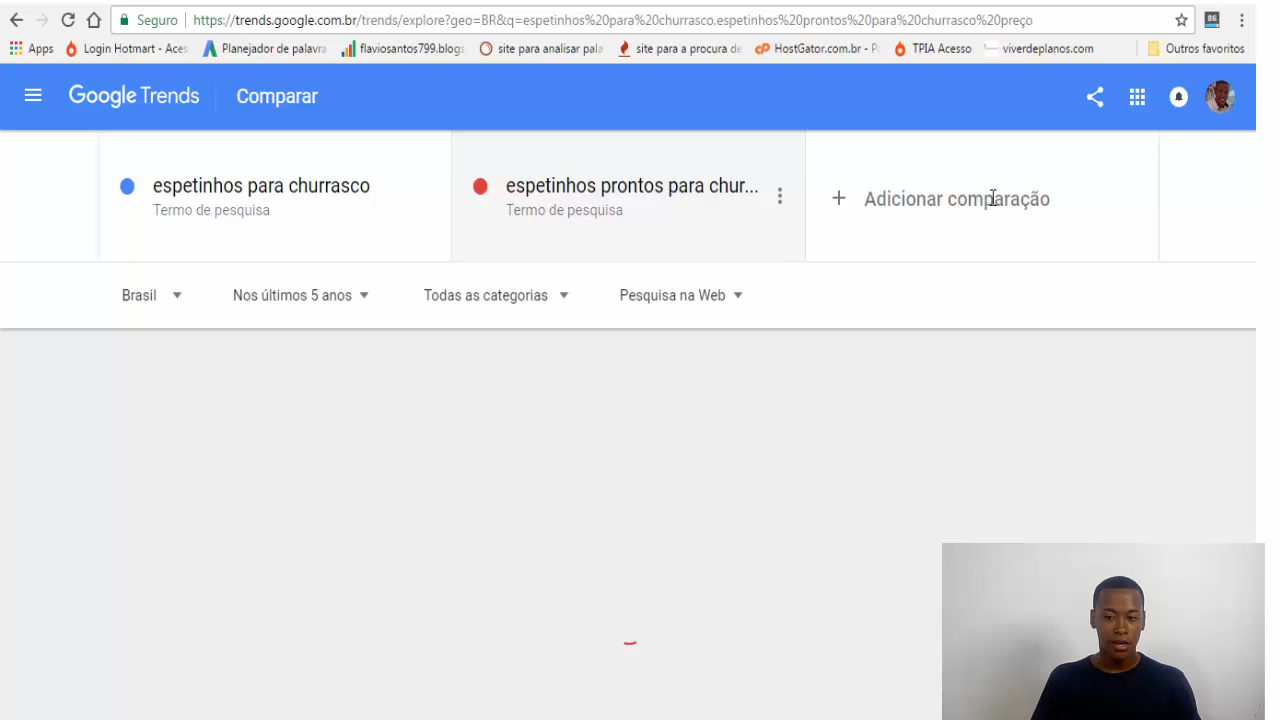 Seguro https://trends.google.com.br/trends/explore?geo=BR&q=espetinhos%20para%20churrasco,espetinhos%20prontos%20para%20churrasco%20preço
Apps Login Hotmart - Aces Planejador de palavra flaviosantos799.blogs site para analisar pala site para a procura de HostGator.com.br - P TPIA Acesso viverdeplanos.com Outros favoritos
Google Trends Comparar
espetinhos para churrasco
Termo de pesquisa
espetinhos prontos para chur...
Termo de pesquisa
+ Adicionar comparação
Brasil Nos últimos 5 anos Todas as categorias Pesquisa na Web